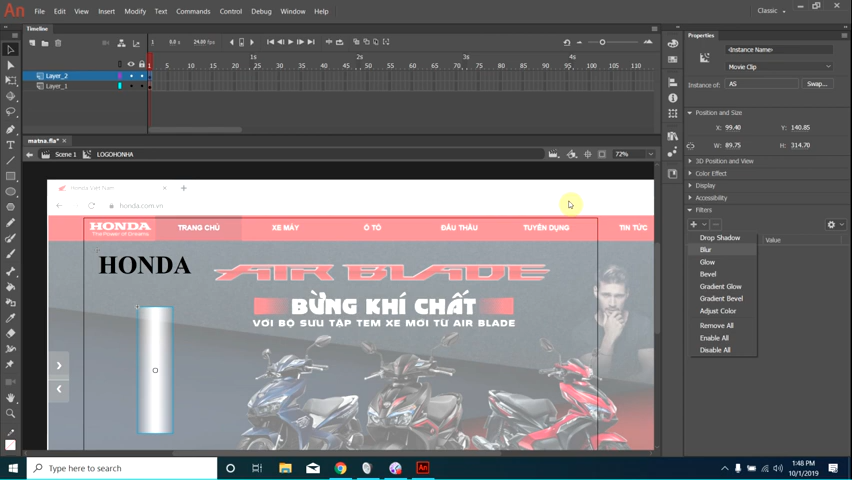 An File Edit View Insert Modify Text Commands Control Debug Window Help Classic
Timeline
1 0.0 s 24.00 fps
1s 2s 3s 4s
1 5 10 15 20 25 30 35 40 45 50 55 60 65 70 75 80 85 90 95 100 105 110
Layer_2
Layer_1
matna.fla*
Scene 1 LOGOHONHA 72%
Honda Việt Nam
honda.com.vn
HONDA
The Power of Dreams
TRANG CHỦ XE MÁY Ô TÔ ĐẤU THẦU TUYỂN DỤNG TIN TỨC
HONDA
AIR BLADE
BỪNG KHÍ CHẤT
VỚI BỘ SƯU TẬP TEM XE MỚI TỪ AIR BLADE
Properties
<Instance Name>
Movie Clip
Instance of: AS Swap...
Position and Size
X: 99.40 Y: 140.85
W: 89.75 H: 314.70
3D Position and View
Color Effect
Display
Accessibility
Filters
Value
Drop Shadow
Blur
Glow
Bevel
Gradient Glow
Gradient Bevel
Adjust Color
Remove All
Enable All
Disable All
Type here to search
An
1:48 PM
10/1/2019